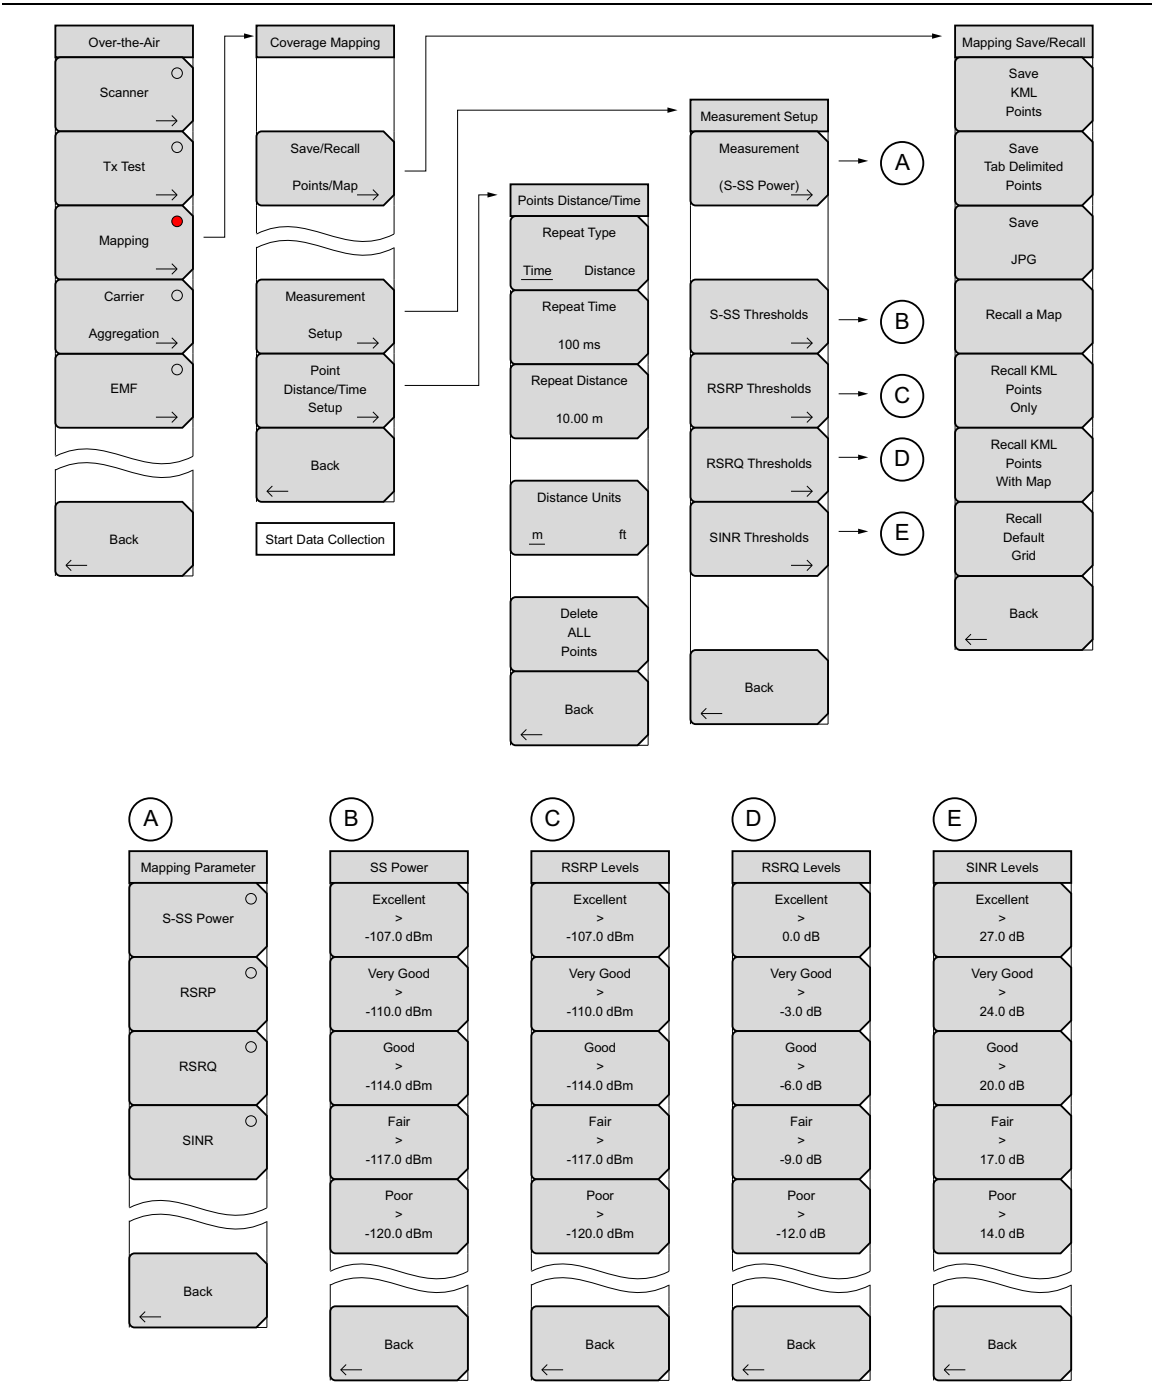 Over-the-Air
Scanner
Tx Test
Mapping
Carrier
Aggregation
EMF
Back
Coverage Mapping
Save/Recall
Points/Map
Measurement
Setup
Point
Distance/Time
Setup
Back
Start Data Collection
Points Distance/Time
Repeat Type
Time Distance
Repeat Time
100 ms
Repeat Distance
10.00 m
Distance Units
m ft
Delete
ALL
Points
Back
Measurement Setup
Measurement
(S-SS Power)
S-SS Thresholds
RSRP Thresholds
RSRQ Thresholds
SINR Thresholds
Back
A
B
C
D
E
Mapping Save/Recall
Save
KML
Points
Save
Tab Delimited
Points
Save
JPG
Recall a Map
Recall KML
Points
Only
Recall KML
Points
With Map
Recall
Default
Grid
Back
A
Mapping Parameter
S-SS Power
RSRP
RSRQ
SINR
Back
B
SS Power
Excellent
>
-107.0 dBm
Very Good
>
-110.0 dBm
Good
>
-114.0 dBm
Fair
>
-117.0 dBm
Poor
>
-120.0 dBm
Back
C
RSRP Levels
Excellent
>
-107.0 dBm
Very Good
>
-110.0 dBm
Good
>
-114.0 dBm
Fair
>
-117.0 dBm
Poor
>
-120.0 dBm
Back
D
RSRQ Levels
Excellent
>
0.0 dB
Very Good
>
-3.0 dB
Good
>
-6.0 dB
Fair
>
-9.0 dB
Poor
>
-12.0 dB
Back
E
SINR Levels
Excellent
>
27.0 dB
Very Good
>
24.0 dB
Good
>
20.0 dB
Fair
>
17.0 dB
Poor
>
14.0 dB
Back